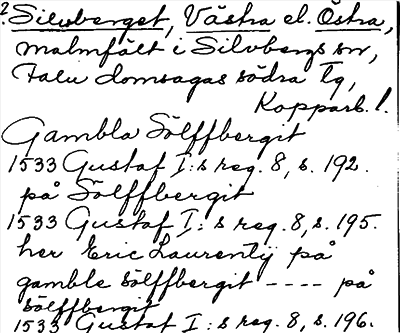 2. Silvberget, Västra el. Östra,
malmfält i Silvbergs sn,
Falu domsagas södra tg,
Kopparb. l.
Gambla Sölffbergit
1533 Gustaf I:s reg. 8, s. 192.
på Sölffbergit
1533 Gustaf I:s reg. 8, s. 195.
her Eric Laurentij på
gamble sölffbergit ---- på
Sölffbergit
1533 Gustaf I:s reg. 8, s. 196.